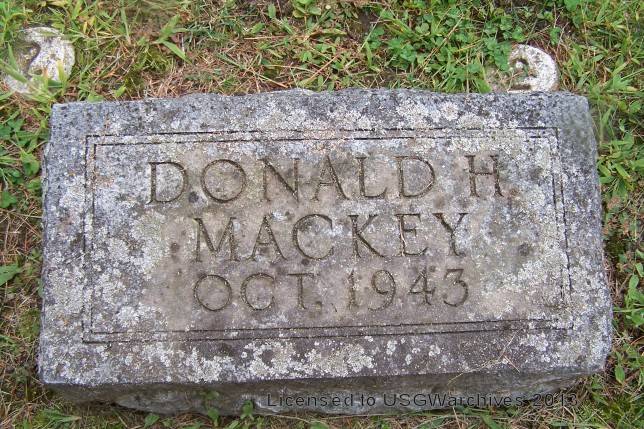 DONALD H
MACKEY
OCT. 1943
Licensed to USGWarchives 2013